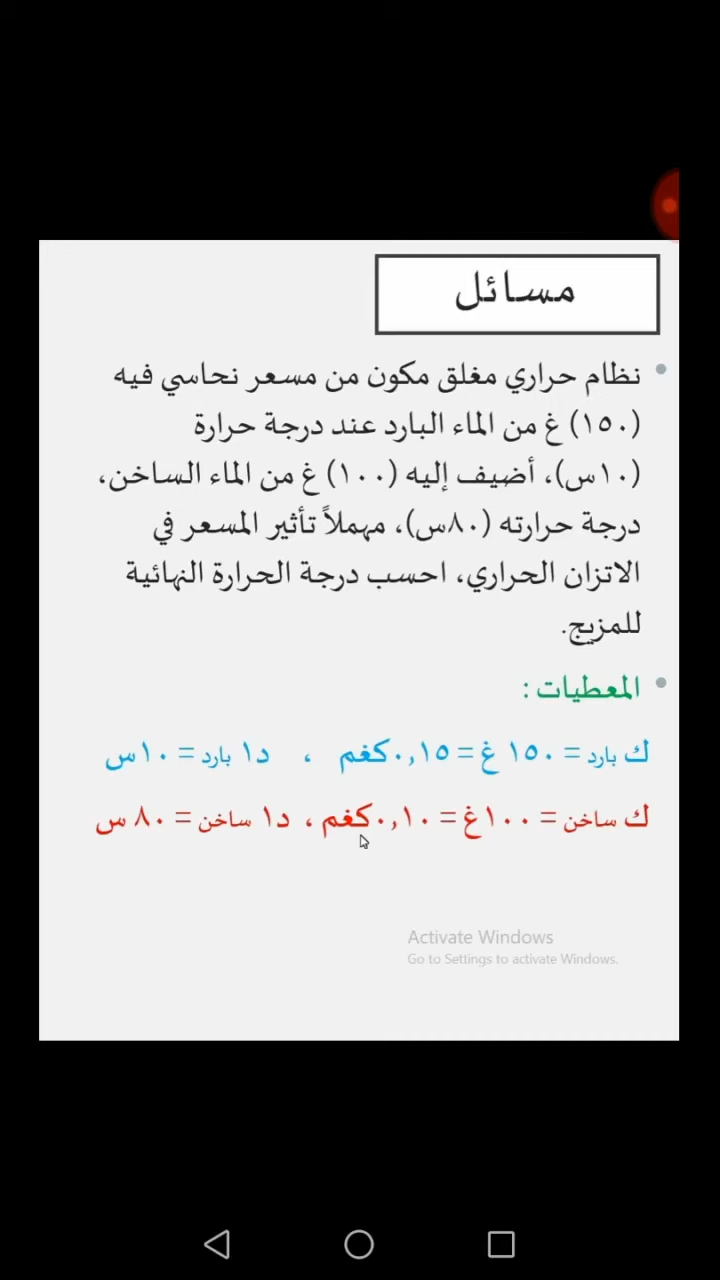 مسائل
نظام حراري مغلق مكون من مسعر نحاسي فيه
(١٥٠) غ من الماء البارد عند درجة حرارة
(١٠س)، أضيف إليه (١٠٠) غ من الماء الساخن،
درجة حرارته (٨٠س)، مهملاً تأثير المسعر في
الاتزان الحراري، احسب درجة الحرارة النهائية
للمزيج.
المعطيات :
ك بارد = ١٥٠ غ = ٠,١٥كغم ، د١ بارد = ١٠س
ك ساخن = ١٠٠غ = ٠,١٠كغم ، د١ ساخن = ٨٠ س
Activate Windows
Go to Settings to activate Windows.